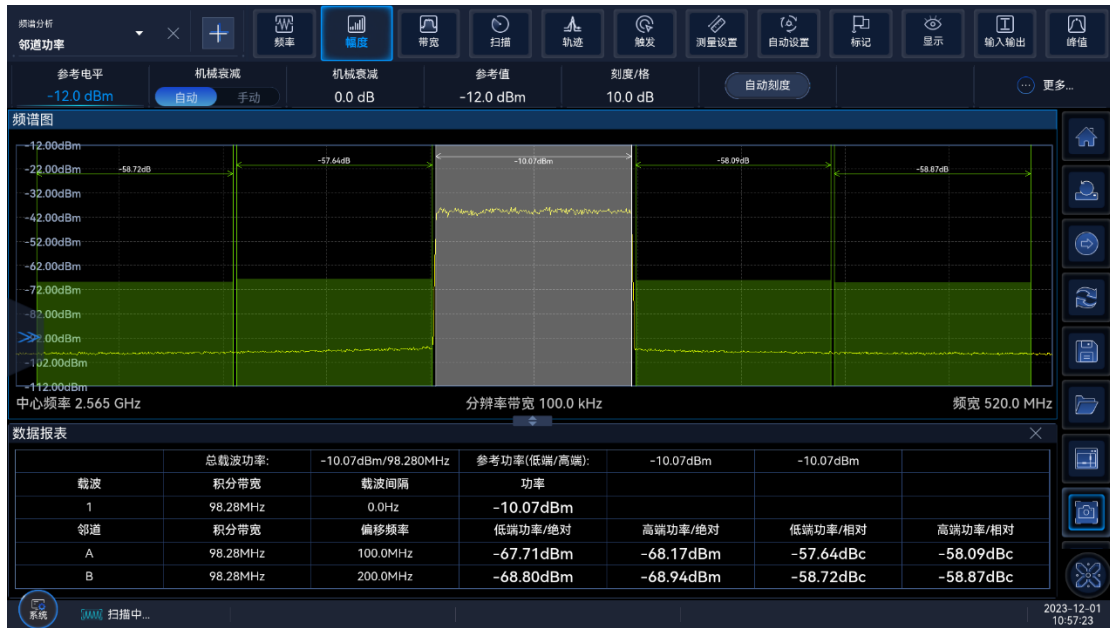 频谱分析
邻道功率
频率
幅度
带宽
扫描
轨迹
触发
测量设置
自动设置
标记
显示
输入输出
峰值
参考电平
-12.0 dBm
机械衰减
自动 手动
机械衰减
0.0 dB
参考值
-12.0 dBm
刻度/格
10.0 dB
自动刻度
更多...
频谱图
-12.00dBm
-22.00dBm
-32.00dBm
-42.00dBm
-52.00dBm
-62.00dBm
-72.00dBm
-82.00dBm
2.00dBm
-102.00dBm
-112.00dBm
-58.72dB
-57.64dB
-10.07dBm
-58.09dB
-58.87dB
中心频率 2.565 GHz 分辨率带宽 100.0 kHz 频宽 520.0 MHz
数据报表
总载波功率: -10.07dBm/98.280MHz 参考功率(低端/高端): -10.07dBm -10.07dBm
载波 积分带宽 载波间隔 功率
1 98.28MHz 0.0Hz -10.07dBm
邻道 积分带宽 偏移频率 低端功率/绝对 高端功率/绝对 低端功率/相对 高端功率/相对
A 98.28MHz 100.0MHz -67.71dBm -68.17dBm -57.64dBc -58.09dBc
B 98.28MHz 200.0MHz -68.80dBm -68.94dBm -58.72dBc -58.87dBc
系统
扫描中...
2023-12-01
10:57:23